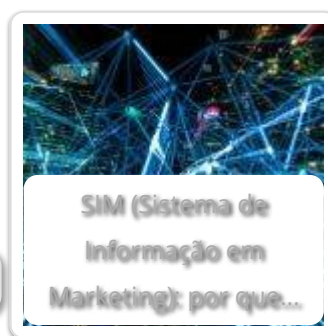 SIM (Sistema de
Informação em
Marketing): por que...